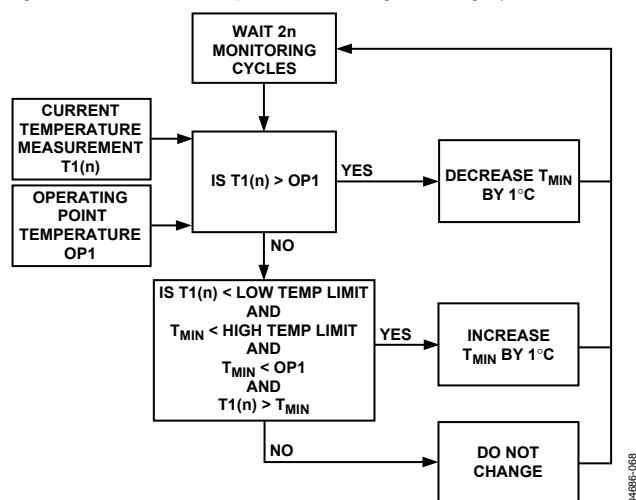 WAIT 2n
MONITORING
CYCLES
CURRENT
TEMPERATURE
MEASUREMENT
T1(n)
IS T1(n) > OP1
YES
DECREASE TMIN
BY 1°C
OPERATING
POINT
TEMPERATURE
OP1
NO
IS T1(n) < LOW TEMP LIMIT
AND
TMIN < HIGH TEMP LIMIT
AND
TMIN < OP1
AND
T1(n) > TMIN
YES
INCREASE
TMIN BY 1°C
NO
DO NOT
CHANGE
04686-068